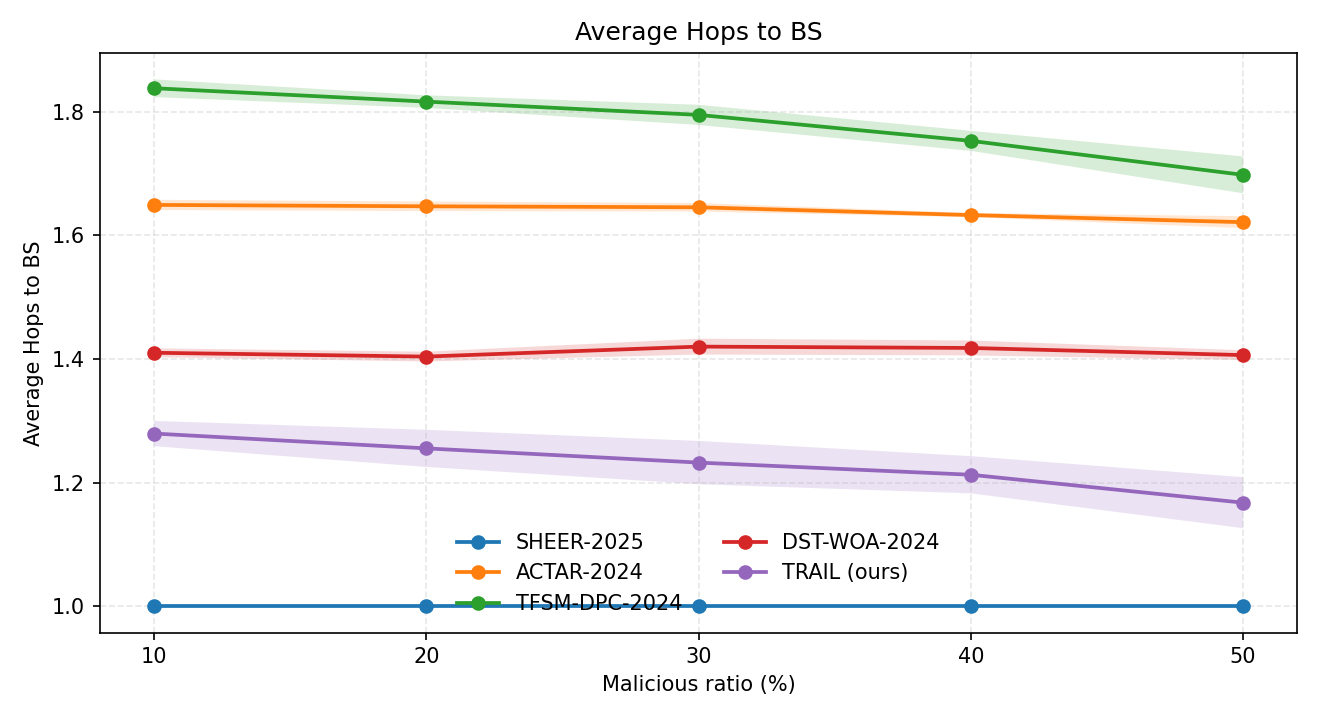 Average Hops to BS
Average Hops to BS
1.8
1.6
1.4
1.2
1.0
SHEER-2025
ACTAR-2024
TFSM-DPC-2024
DST-WOA-2024
TRAIL (ours)
10 20 30 40 50
Malicious ratio (%)